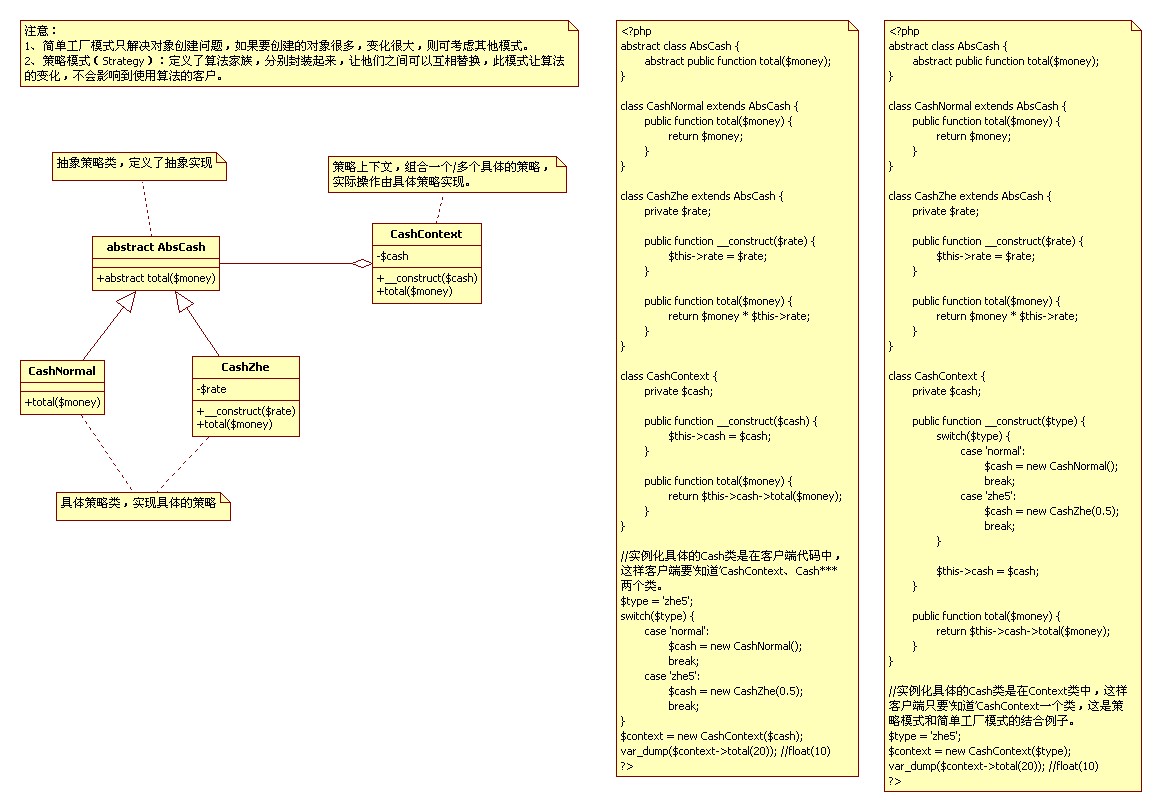 注意：
1、简单工厂模式只解决对象创建问题，如果要创建的对象很多，变化很大，则可考虑其他模式。
2、策略模式（Strategy）：定义了算法家族，分别封装起来，让他们之间可以互相替换，此模式让算法
的变化，不会影响到使用算法的客户。
抽象策略类，定义了抽象实现
策略上下文，组合一个/多个具体的策略，
实际操作由具体策略实现。
abstract AbsCash
+abstract total($money)
CashContext
-$cash
+__construct($cash)
+total($money)
CashNormal
+total($money)
CashZhe
-$rate
+__construct($rate)
+total($money)
具体策略类，实现具体的策略
<?php
abstract class AbsCash {
abstract public function total($money);
}
class CashNormal extends AbsCash {
public function total($money) {
return $money;
}
}
class CashZhe extends AbsCash {
private $rate;
public function __construct($rate) {
$this->rate = $rate;
}
public function total($money) {
return $money * $this->rate;
}
}
class CashContext {
private $cash;
public function __construct($cash) {
$this->cash = $cash;
}
public function total($money) {
return $this->cash->total($money);
}
}
//实例化具体的Cash类是在客户端代码中，
这样客户端要'知道'CashContext、Cash***
两个类。
$type = 'zhe5';
switch($type) {
case 'normal':
$cash = new CashNormal();
break;
case 'zhe5':
$cash = new CashZhe(0.5);
break;
}
$context = new CashContext($cash);
var_dump($context->total(20)); //float(10)
?>
<?php
abstract class AbsCash {
abstract public function total($money);
}
class CashNormal extends AbsCash {
public function total($money) {
return $money;
}
}
class CashZhe extends AbsCash {
private $rate;
public function __construct($rate) {
$this->rate = $rate;
}
public function total($money) {
return $money * $this->rate;
}
}
class CashContext {
private $cash;
public function __construct($type) {
switch($type) {
case 'normal':
$cash = new CashNormal();
break;
case 'zhe5':
$cash = new CashZhe(0.5);
break;
}
$this->cash = $cash;
}
public function total($money) {
return $this->cash->total($money);
}
}
//实例化具体的Cash类是在Context类中，这样
客户端只要'知道'CashContext一个类，这是策
略模式和简单工厂模式的结合例子。
$type = 'zhe5';
$context = new CashContext($type);
var_dump($context->total(20)); //float(10)
?>